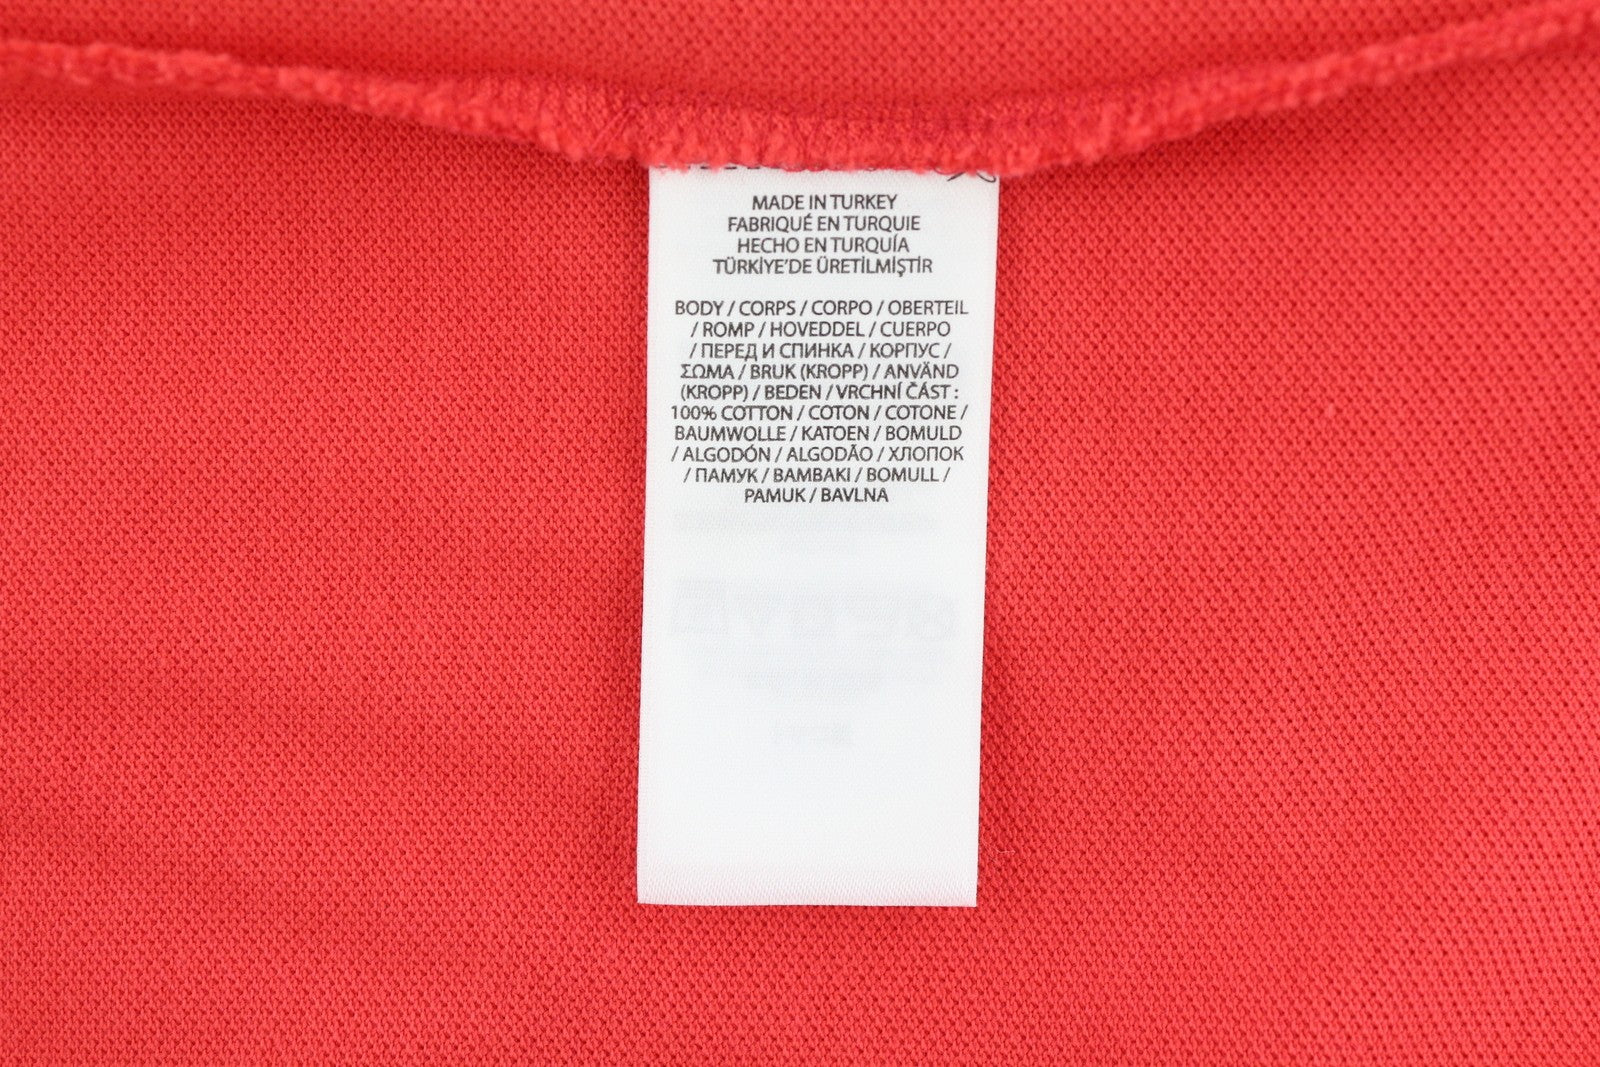 MADE IN TURKEY
FABRIQUÉ EN TURQUIE
HECHO EN TURQUÍA
TÜRKİYE'DE ÜRETİLMİŞTİR
BODY / CORPS / CORPO / OBERTEIL
/ ROMP / HOVEDDEL / CUERPO
/ ПЕРЕД И СПИНКА / КОРПУС /
ΣΩΜΑ / BRUK (KROPP) / ANVÄND
(KROPP) / BEDEN / VRCHNÍ ČÁST :
100% COTTON / COTON / COTONE /
BAUMWOLLE / KATOEN / BOMULD
/ ALGODÓN / ALGODÃO / ХЛОПОК
/ ПАМУК / BAMBAKI / BOMULL /
PAMUK / BAVLNA